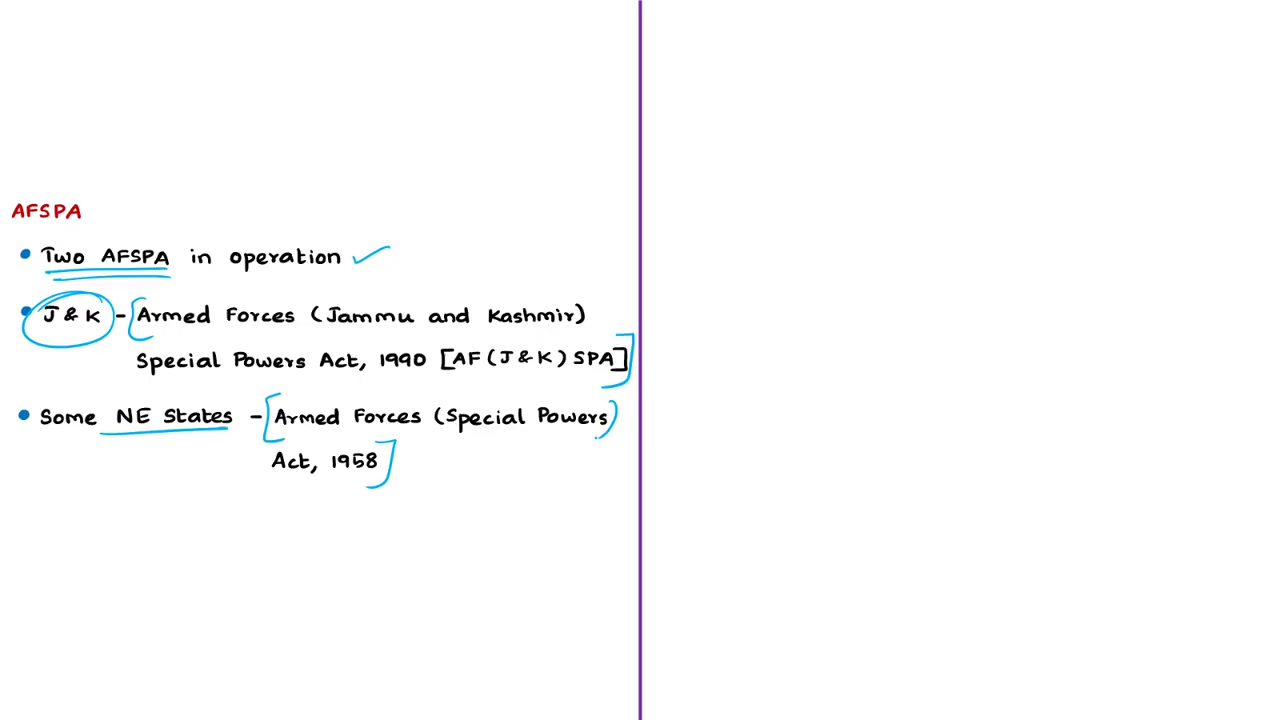 AFSPA
• Two AFSPA in operation ✓
• J & K - [Armed Forces (Jammu and Kashmir)
Special Powers Act, 1990 [AF (J & K) SPA]]
• Some NE States - [Armed Forces (Special Powers)
Act, 1958]